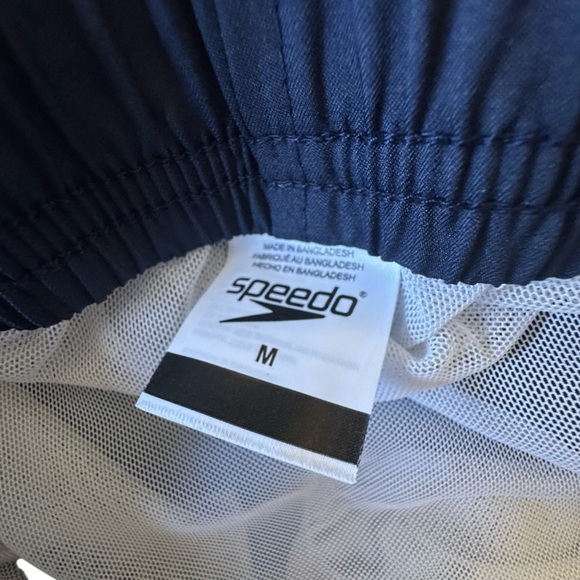 MADE IN BANGLADESH
FABRIQUÉ AU BANGLADESH
HECHO EN BANGLADESH
speedo®
M